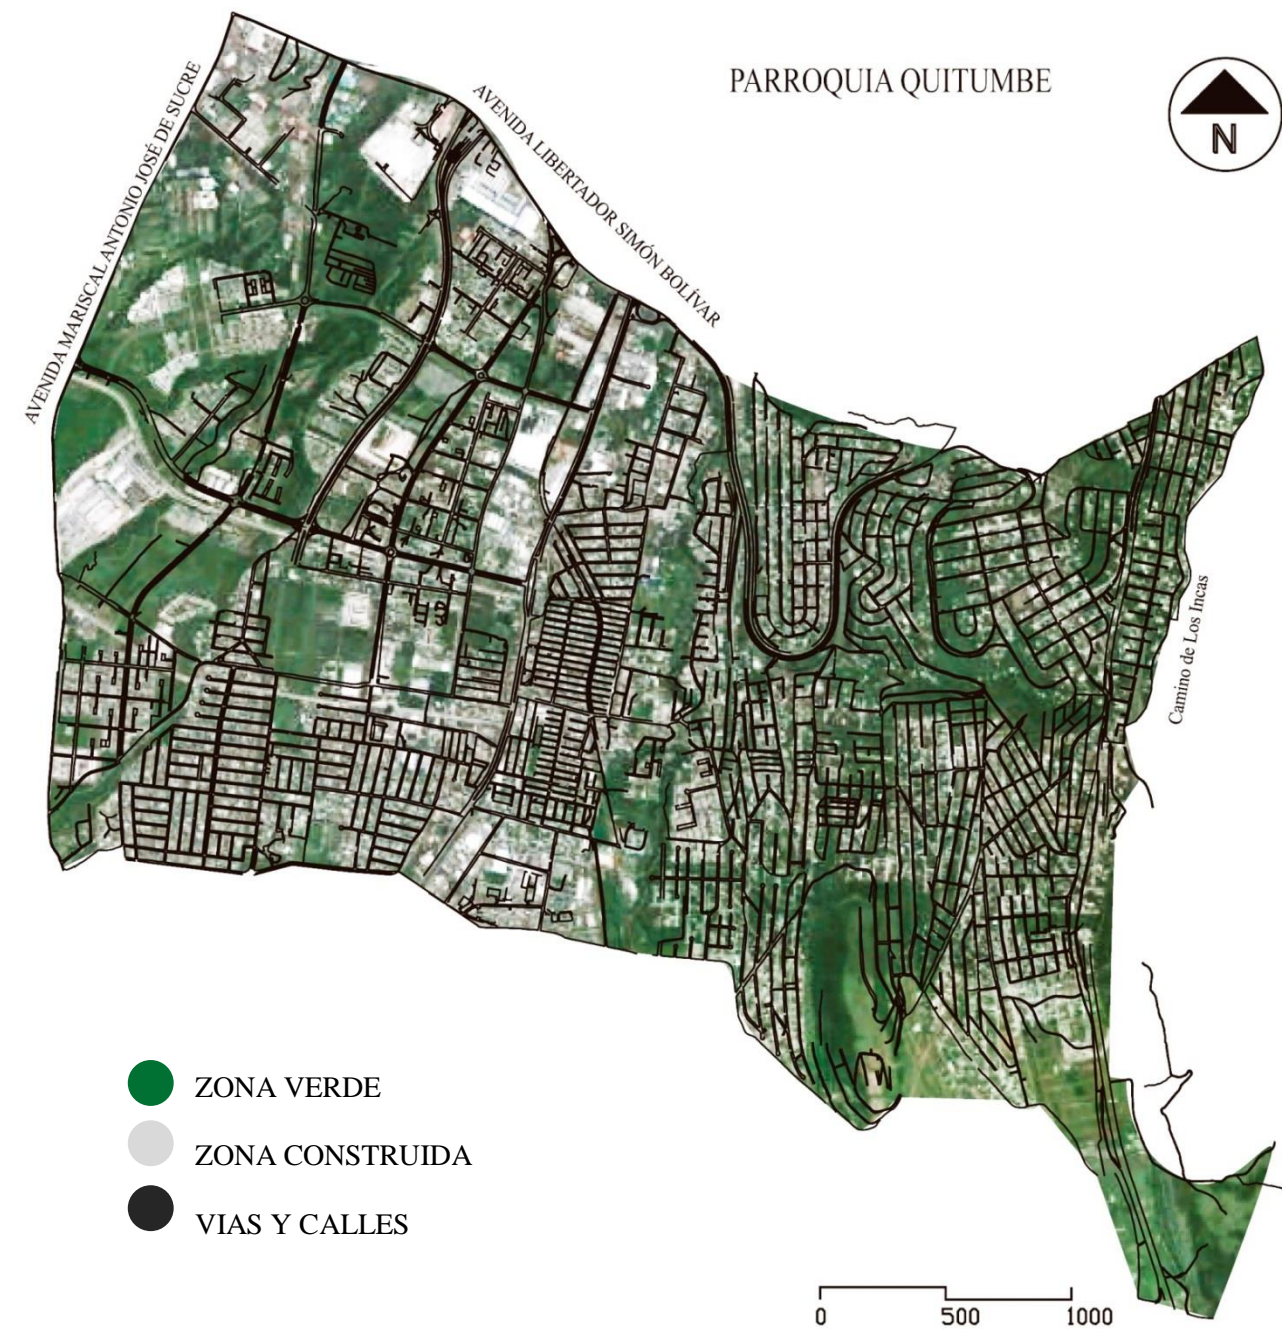 PARROQUIA QUITUMBE
N
AVENIDA MARISCAL ANTONIO JOSÉ DE SUCRE
AVENIDA LIBERTADOR SIMÓN BOLÍVAR
Camino de Los Incas
ZONA VERDE
ZONA CONSTRUIDA
VIAS Y CALLES
0 500 1000